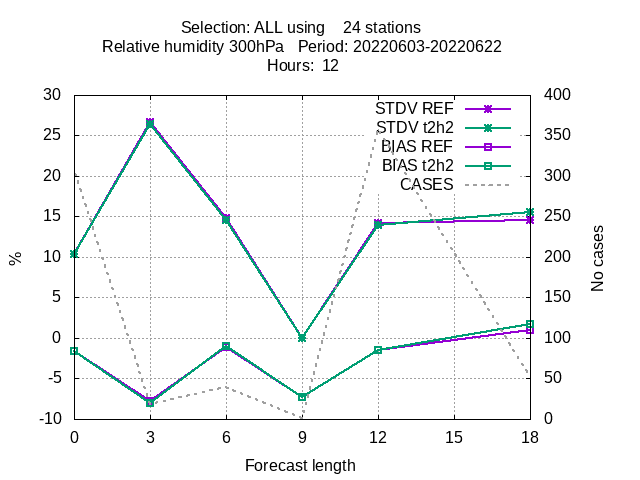 Selection: ALL using    24 stations
Relative humidity 300hPa   Period: 20220603-20220622
Hours:  12
30
25
20
15
10
5
0
-5
-10
%
400
350
300
250
200
150
100
50
0
No cases
STDV REF
STDV t2h2
BIAS REF
BIAS t2h2
CASES
0 3 6 9 12 15 18
Forecast length